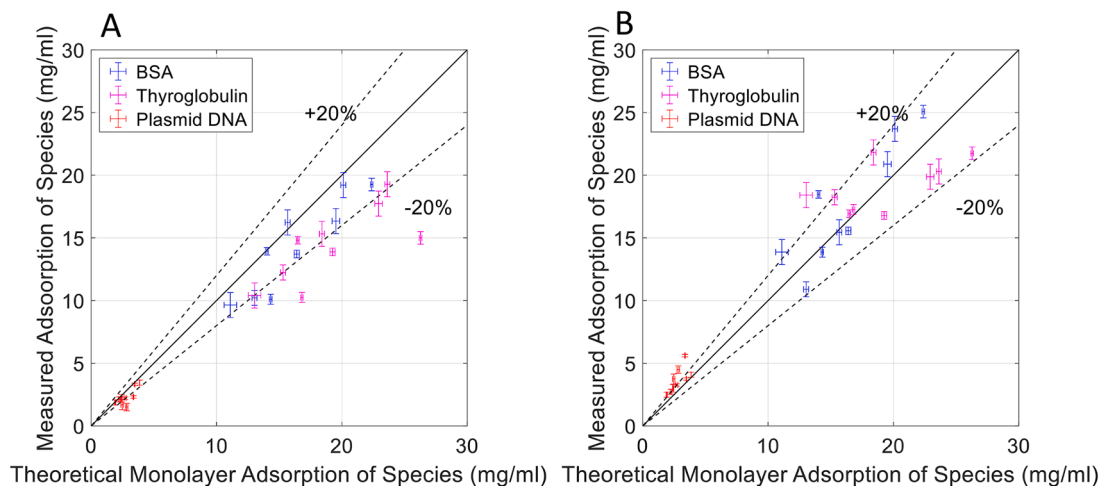 A
Measured Adsoorption of Species (mg/ml)
30
25
20
15
10
5
0
BSA
Thyroglobulin
Plasmid DNA
+20%
-20%
0
10
20
30
Theoretical Monolayer Adsorption of Species (mg/ml)
B
Measured Adsorption of Species (mg/ml)
30
25
20
15
10
5
0
BSA
Thyroglobulin
Plasmid DNA
+20%
-20%
0
10
20
30
Theoretical Monolayer Adsorption of Species (mg/ml)